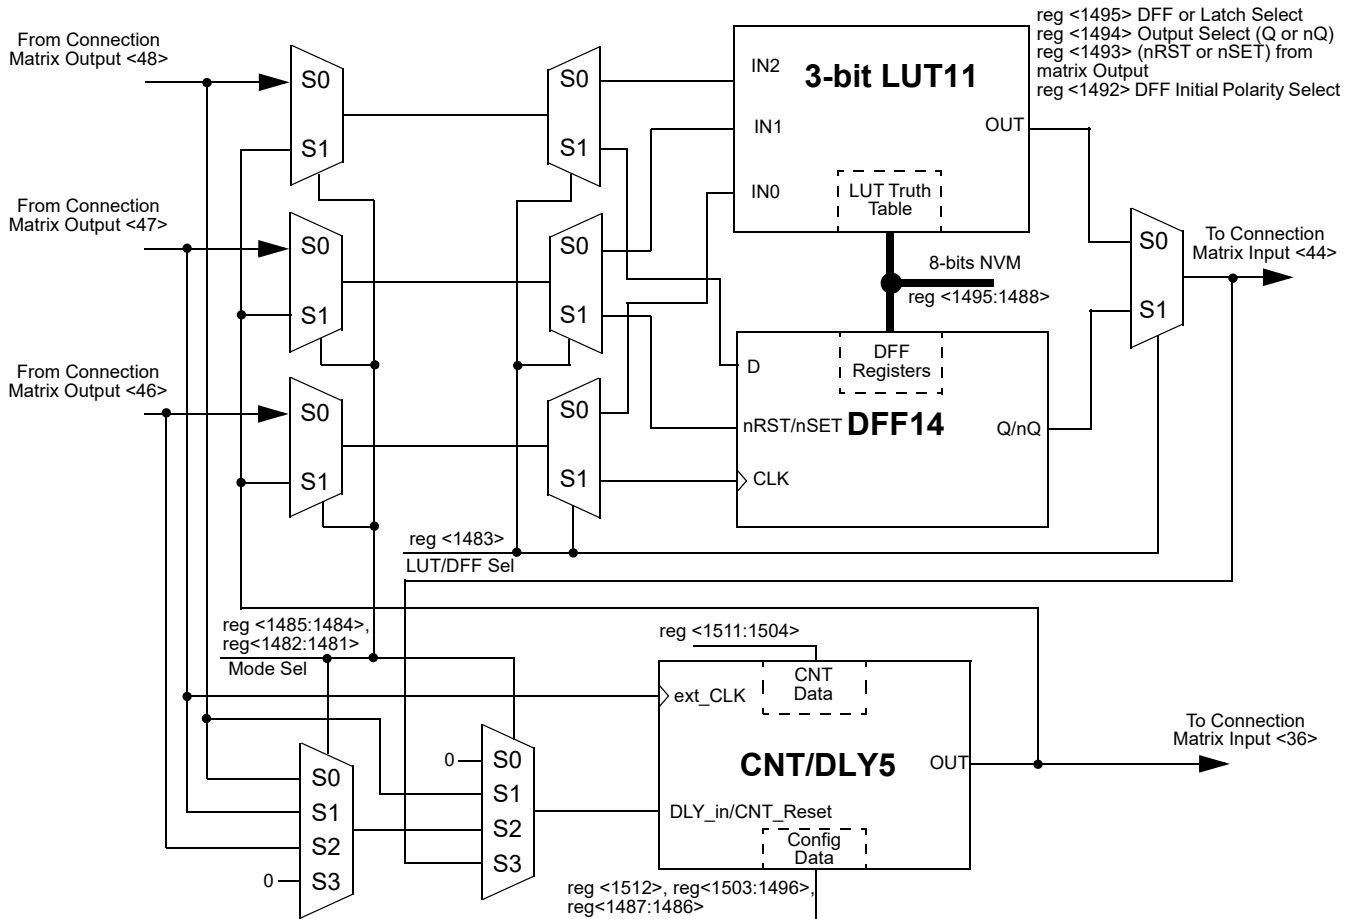 From Connection
Matrix Output <48>
S0
S1
S0
S1
IN2
3-bit LUT11
IN1
IN0
OUT
LUT Truth
Table
reg <1495> DFF or Latch Select
reg <1494> Output Select (Q or nQ)
reg <1493> (nRST or nSET) from
matrix Output
reg <1492> DFF Initial Polarity Select
From Connection
Matrix Output <47>
S0
S1
S0
S1
8-bits NVM
reg <1495:1488>
S0
S1
To Connection
Matrix Input <44>
From Connection
Matrix Output <46>
S0
S1
S0
S1
DFF
Registers
D
nRST/nSET
DFF14
Q/nQ
CLK
reg <1483>
LUT/DFF Sel
reg <1485:1484>,
reg<1482:1481>
Mode Sel
reg <1511:1504>
CNT
Data
ext_CLK
CNT/DLY5
OUT
To Connection
Matrix Input <36>
DLY_in/CNT_Reset
Config
Data
0
S0
S1
S2
S3
S0
S1
S2
0
S3
reg <1512>, reg<1503:1496>,
reg<1487:1486>